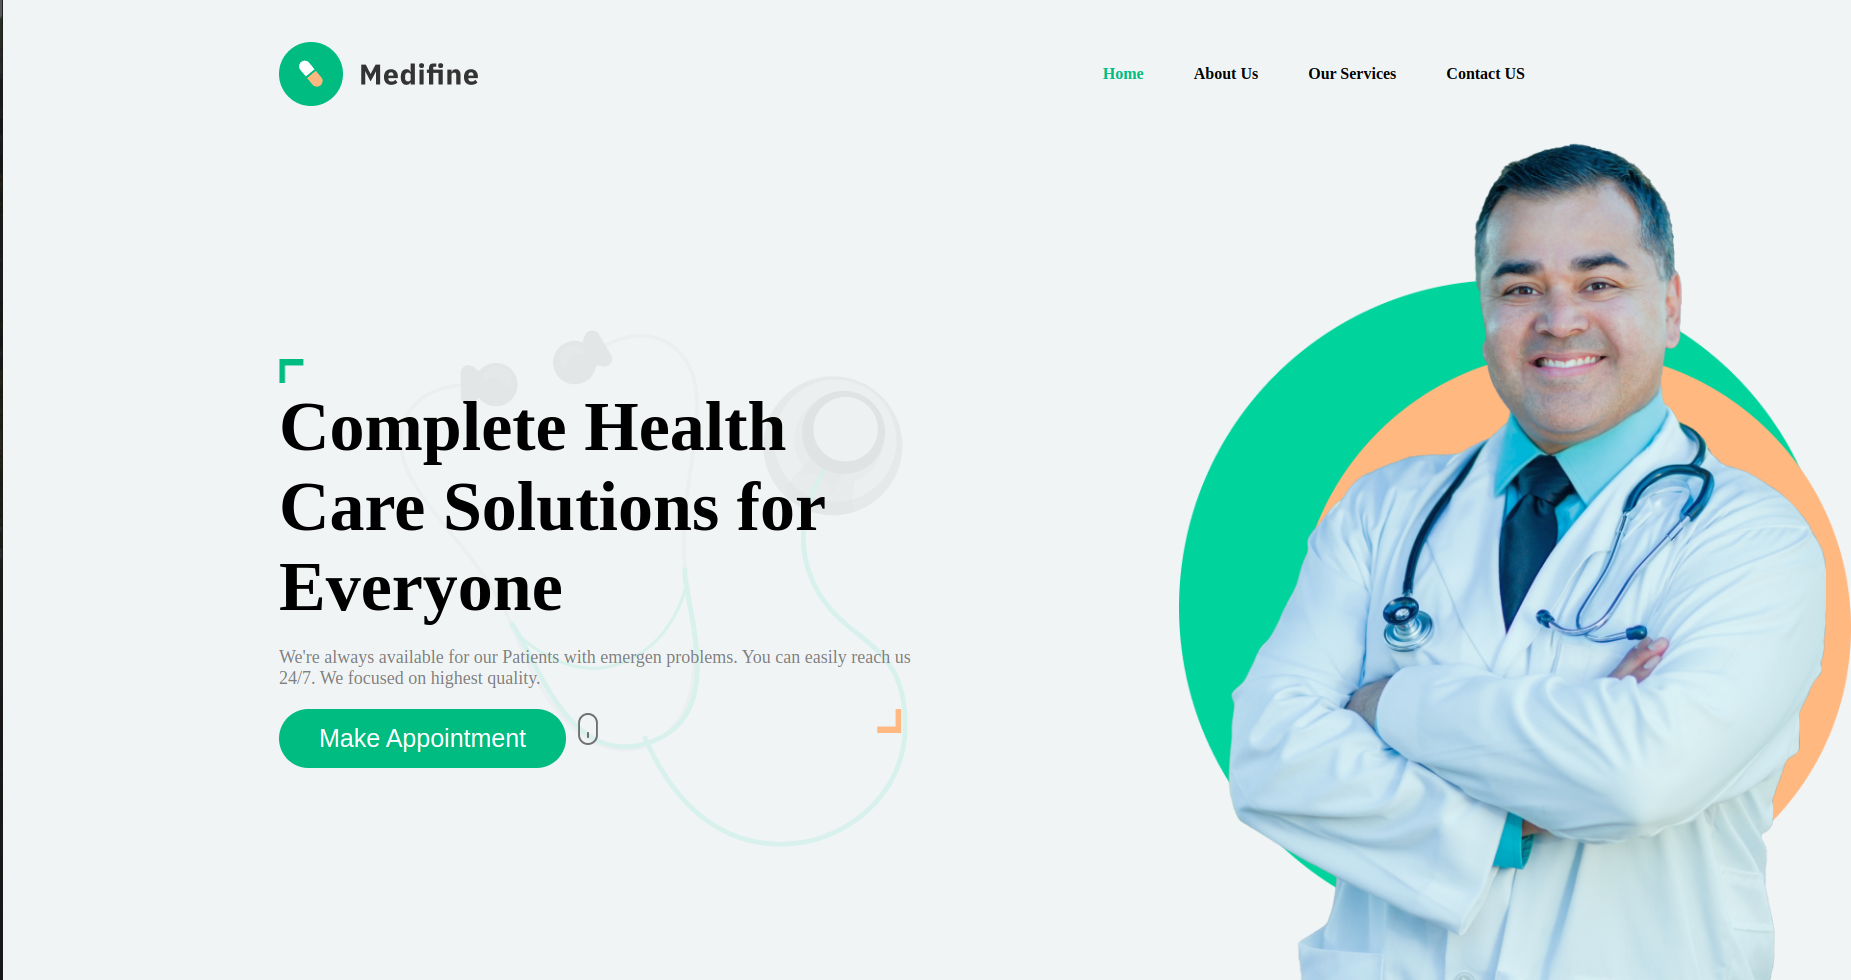 Medifine
Home About Us Our Services Contact US
Complete Health
Care Solutions for
Everyone
We're always available for our Patients with emergen problems. You can easily reach us
24/7. We focused on highest quality.
Make Appointment